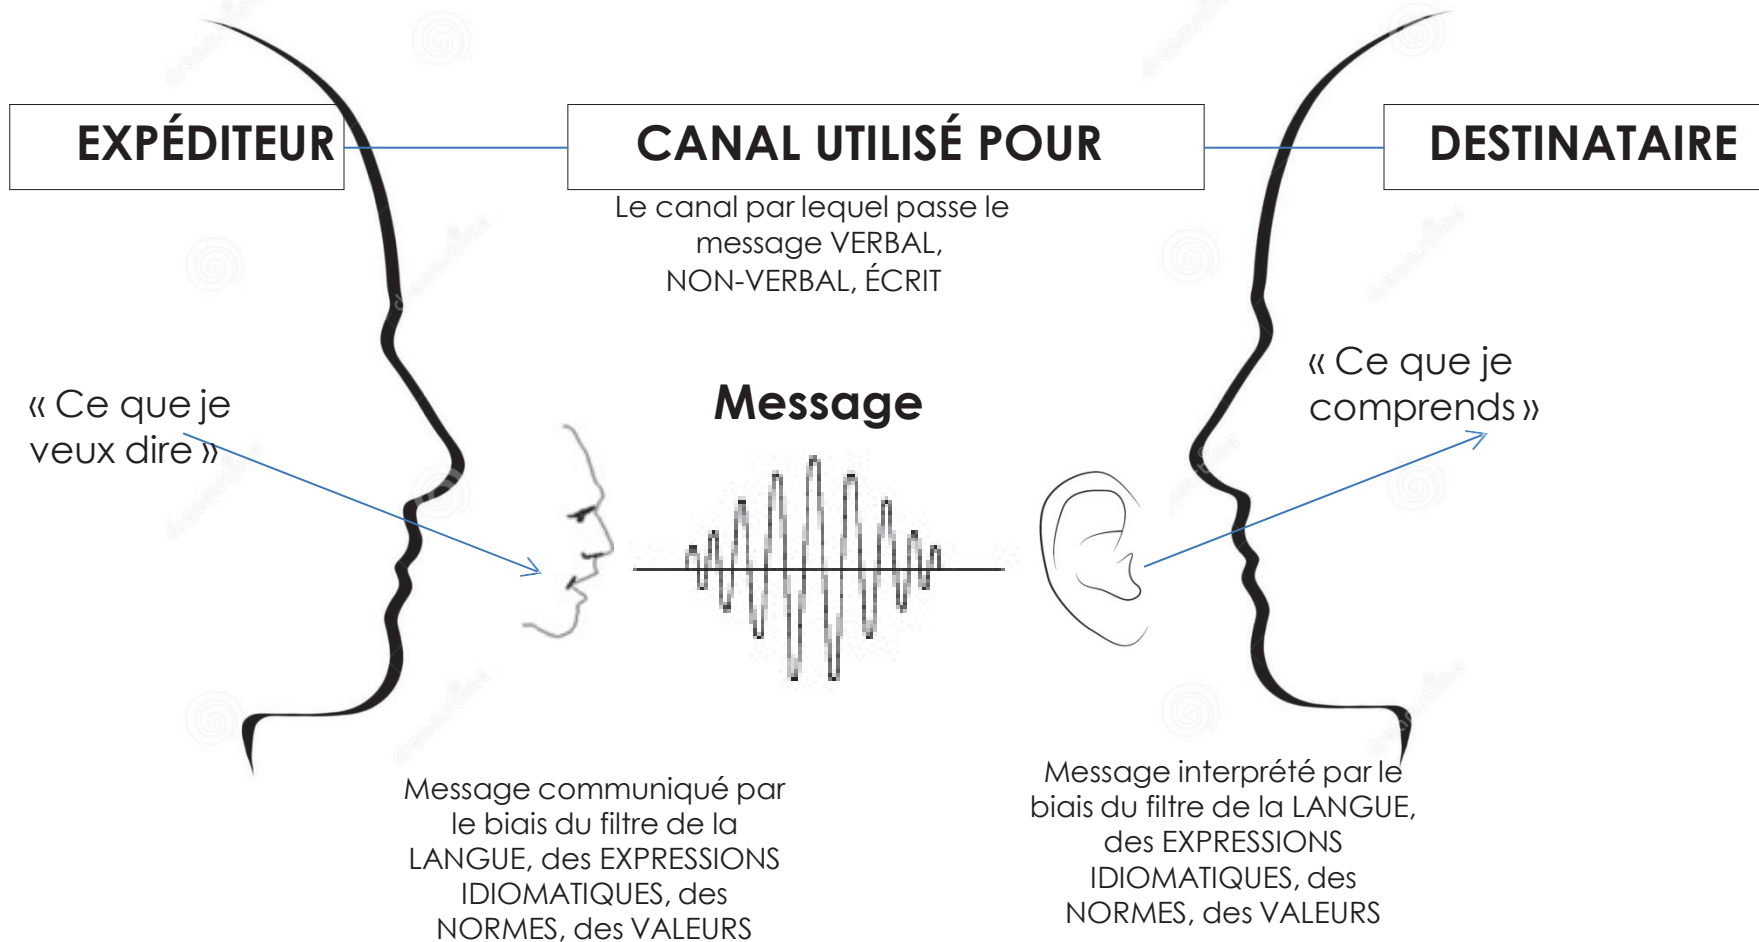 EXPÉDITEUR
CANAL UTILISÉ POUR
DESTINATAIRE
Le canal par lequel passe le
message VERBAL,
NON-VERBAL, ÉCRIT
« Ce que je
veux dire »
Message
« Ce que je
comprends »
Message communiqué par
le biais du filtre de la
LANGUE, des EXPRESSIONS
IDIOMATIQUES, des
NORMES, des VALEURS
Message interprété par le
biais du filtre de la LANGUE,
des EXPRESSIONS
IDIOMATIQUES, des
NORMES, des VALEURS